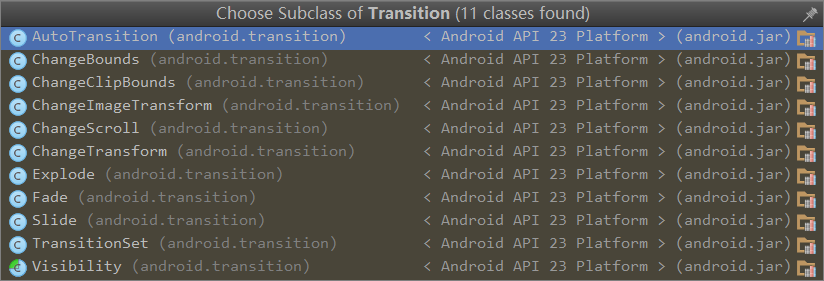 Choose Subclass of Transition (11 classes found)
AutoTransition (android.transition) < Android API 23 Platform > (android.jar)
ChangeBounds (android.transition) < Android API 23 Platform > (android.jar)
ChangeClipBounds (android.transition) < Android API 23 Platform > (android.jar)
ChangeImageTransform (android.transition) < Android API 23 Platform > (android.jar)
ChangeScroll (android.transition) < Android API 23 Platform > (android.jar)
ChangeTransform (android.transition) < Android API 23 Platform > (android.jar)
Explode (android.transition) < Android API 23 Platform > (android.jar)
Fade (android.transition) < Android API 23 Platform > (android.jar)
Slide (android.transition) < Android API 23 Platform > (android.jar)
TransitionSet (android.transition) < Android API 23 Platform > (android.jar)
Visibility (android.transition) < Android API 23 Platform > (android.jar)